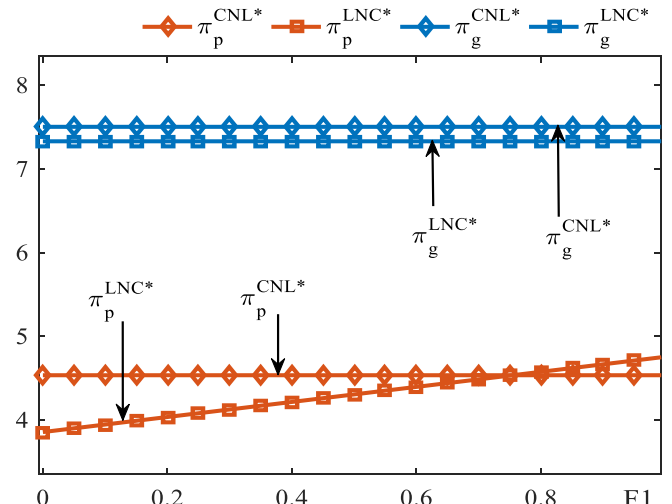 π_p^CNL* π_p^LNC* π_g^CNL* π_g^LNC*
8
7
6
5
4
π_g^LNC* π_g^CNL*
π_p^LNC* π_p^CNL*
0 0.2 0.4 0.6 0.8 F1